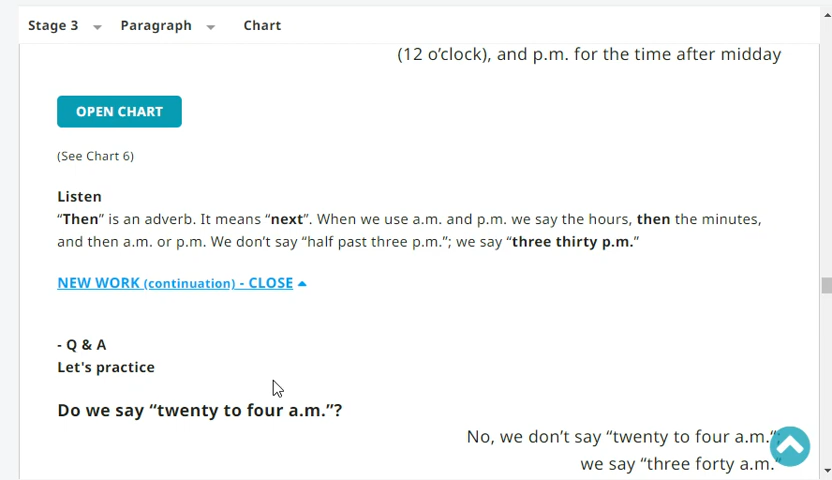 Stage 3 Paragraph Chart
(12 o’clock), and p.m. for the time after midday
OPEN CHART
(See Chart 6)
Listen
“Then” is an adverb. It means “next”. When we use a.m. and p.m. we say the hours, then the minutes,
and then a.m. or p.m. We don’t say “half past three p.m.”; we say “three thirty p.m.”
NEW WORK (continuation) - CLOSE
- Q & A
Let's practice
Do we say “twenty to four a.m.”?
No, we don’t say “twenty to four a.m.“;
we say “three forty a.m.“